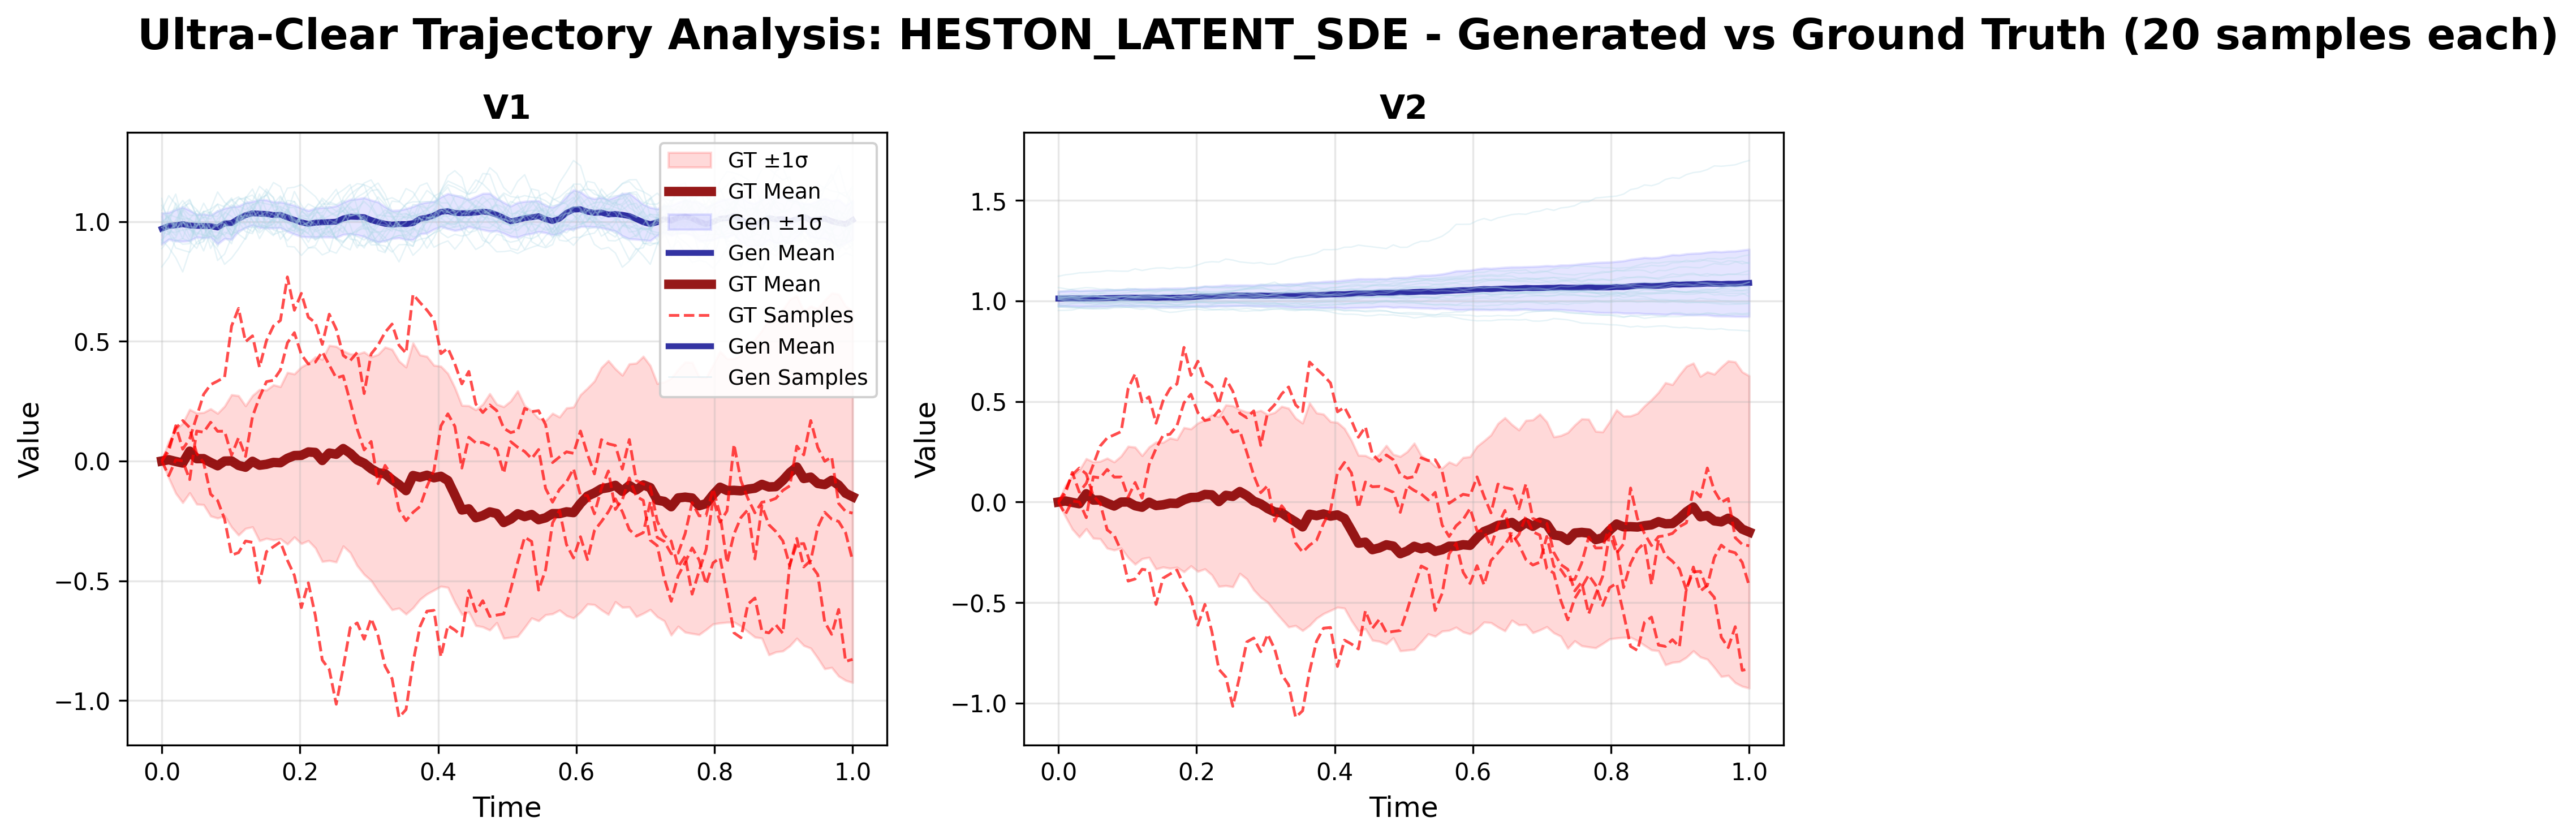 Ultra-Clear Trajectory Analysis: HESTON_LATENT_SDE - Generated vs Ground Truth (20 samples each)
V1
Value
1.0
0.5
0.0
−0.5
−1.0
GT ±1σ
GT Mean
Gen ±1σ
Gen Mean
GT Mean
GT Samples
Gen Mean
Gen Samples
0.0 0.2 0.4 0.6 0.8 1.0
Time
V2
Value
1.5
1.0
0.5
0.0
−0.5
−1.0
0.0 0.2 0.4 0.6 0.8 1.0
Time